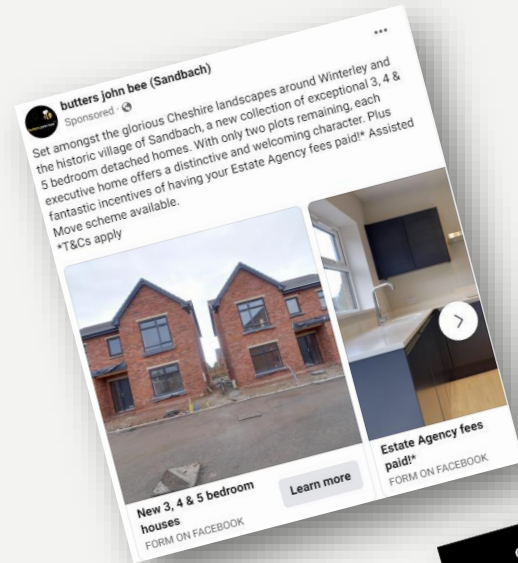 butters john bee (Sandbach)
Sponsored ·
Set amongst the glorious Cheshire landscapes around Winterley and
the historic village of Sandbach, a new collection of exceptional 3, 4 &
5 bedroom detached homes. With only two plots remaining, each
executive home offers a distinctive and welcoming character. Plus
fantastic incentives of having your Estate Agency fees paid!* Assisted
Move scheme available.
*T&Cs apply
New 3, 4 & 5 bedroom
houses
FORM ON FACEBOOK
Learn more
Estate Agency fees
paid!*
FORM ON FACEBOOK